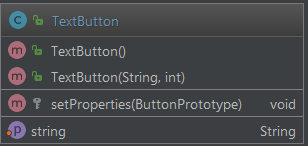 C TextButton
m TextButton()
m TextButton(String, int)
m setProperties(ButtonPrototype) void
p string String